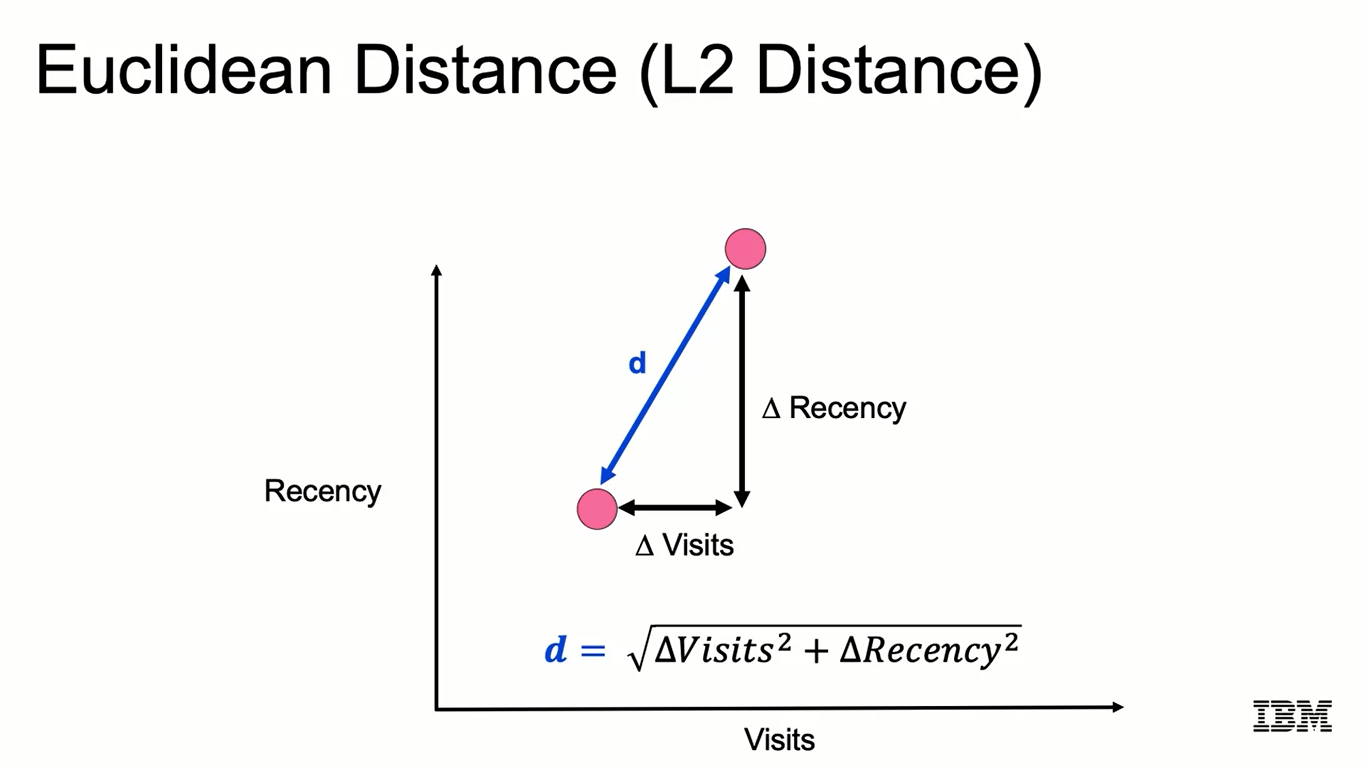 Euclidean Distance (L2 Distance)
d
Δ Recency
Recency
Δ Visits
d = √ΔVisits² + ΔRecency²
Visits
IBM